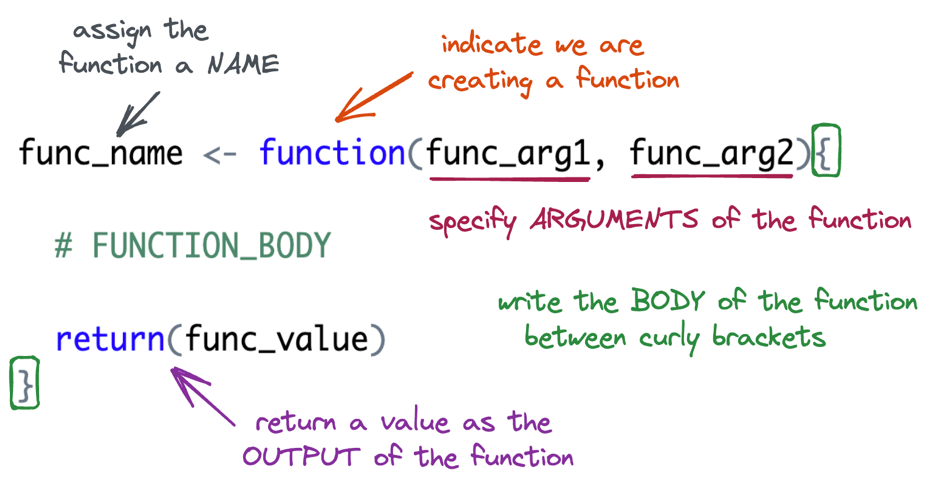 assign the
function a NAME
indicate we are
creating a function
func_name <- function(func_arg1, func_arg2){
specify ARGUMENTS of the function
# FUNCTION_BODY
write the BODY of the function
between curly brackets
return(func_value)
}
return a value as the
OUTPUT of the function